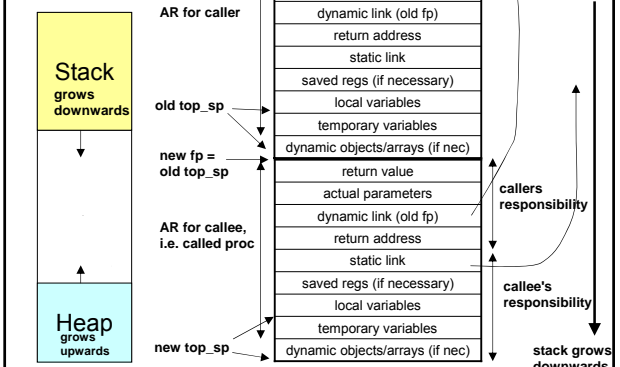 AR for caller
dynamic link (old fp)
return address
static link
saved regs (if necessary)
local variables
temporary variables
dynamic objects/arrays (if nec)
Stack
grows
downwards
old top_sp
new fp =
old top_sp
return value
actual parameters
dynamic link (old fp)
return address
static link
saved regs (if necessary)
local variables
temporary variables
dynamic objects/arrays (if nec)
AR for callee,
i.e. called proc
callers
responsibility
callee's
responsibility
Heap
grows
upwards
new top_sp
stack grows
downwards